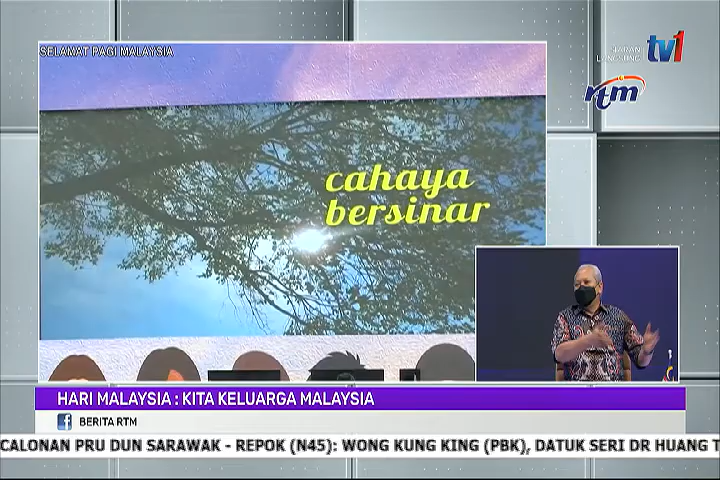 SELAMAT PAGI MALAYSIA
SIARAN
LANGSUNG
tv1
rtm
cahaya
bersinar
HARI MALAYSIA : KITA KELUARGA MALAYSIA
f BERITA RTM
CALONAN PRU DUN SARAWAK - REPOK (N45): WONG KUNG KING (PBK), DATUK SERI DR HUANG T